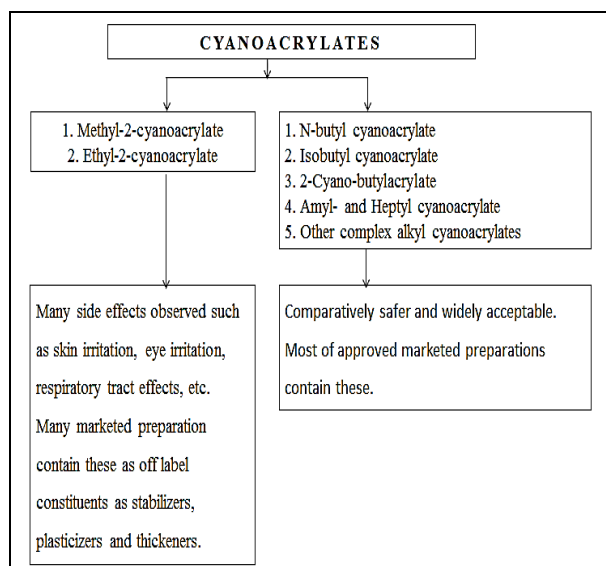 CYANOACRYLATES
1. Methyl-2-cyanoacrylate
2. Ethyl-2-cyanoacrylate
1. N-butyl cyanoacrylate
2. Isobutyl cyanoacrylate
3. 2-Cyano-butylacrylate
4. Amyl- and Heptyl cyanoacrylate
5. Other complex alkyl cyanoacrylates
Many side effects observed such
as skin irritation, eye irritation,
respiratory tract effects, etc.
Many marketed preparation
contain these as off label
constituents as stabilizers,
plasticizers and thickeners.
Comparatively safer and widely acceptable.
Most of approved marketed preparations
contain these.